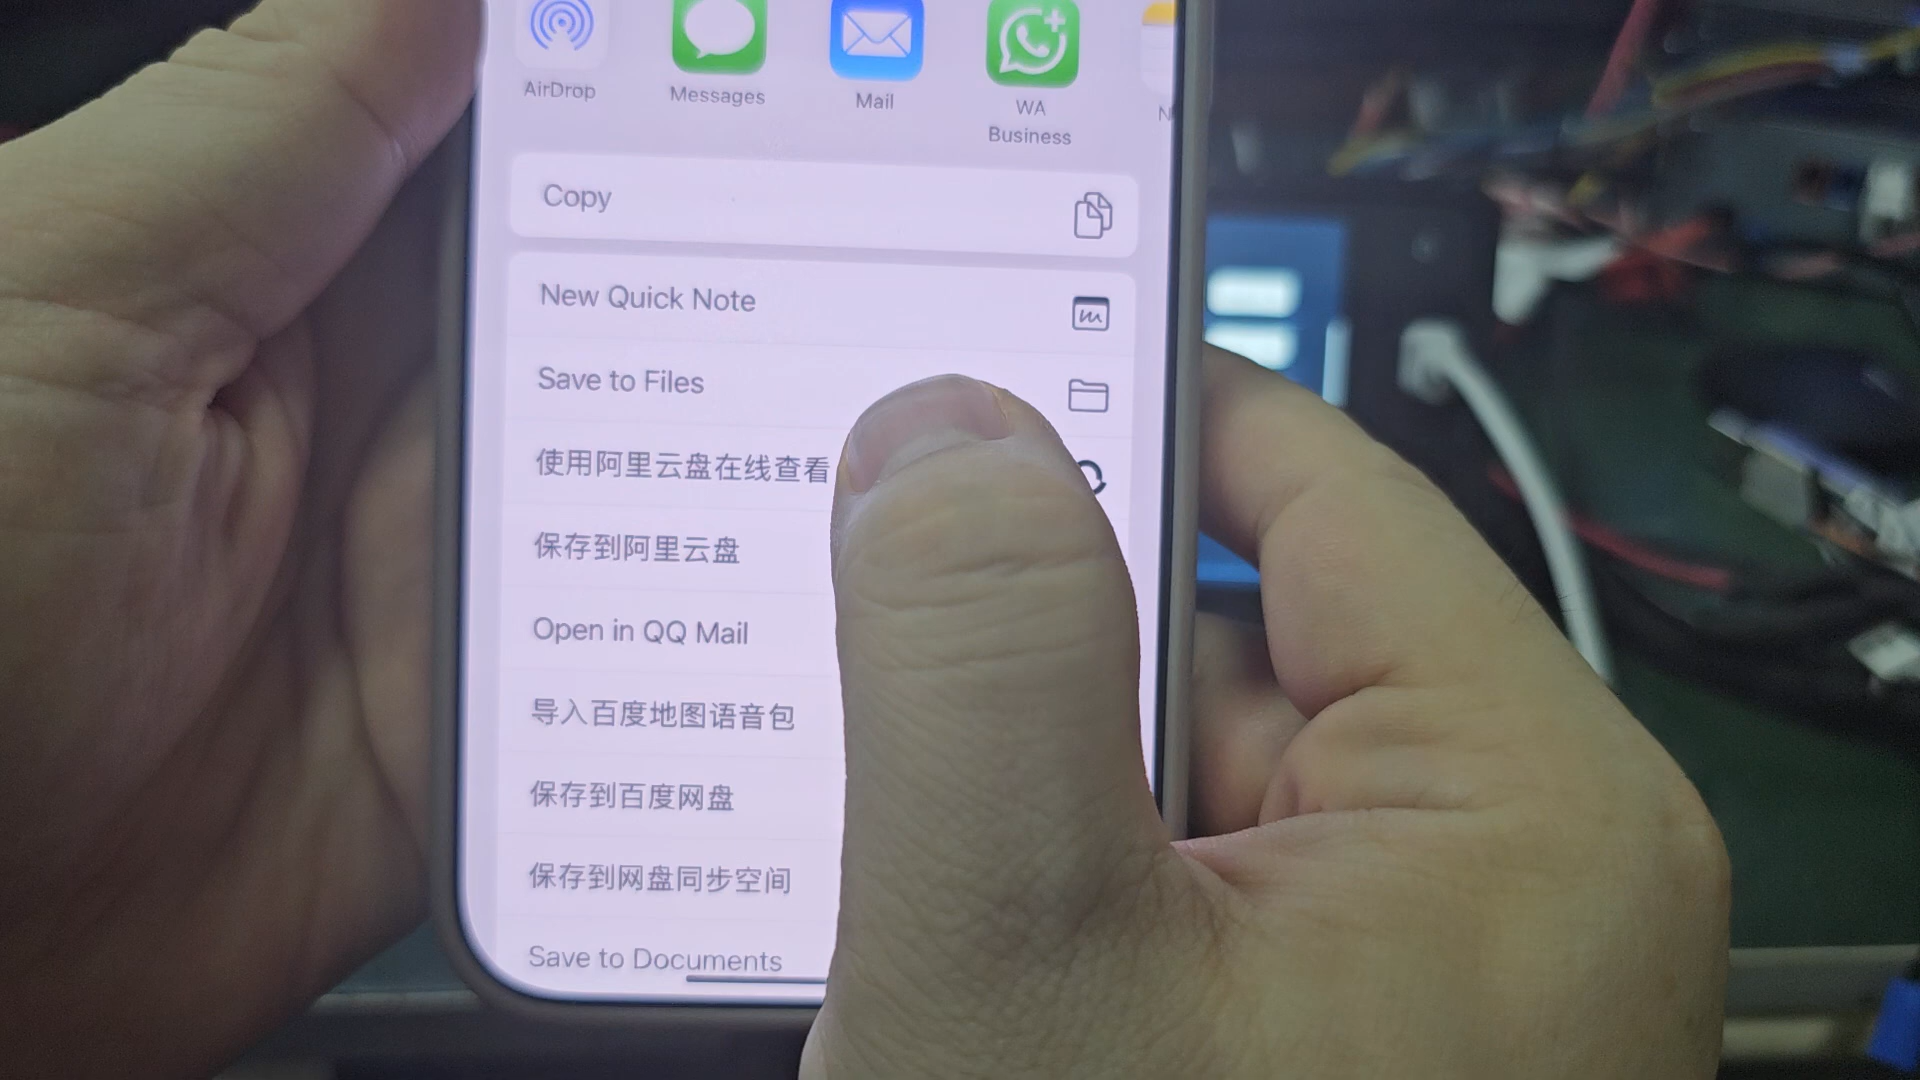 AirDrop
Messages
Mail
WA
Business
N
Copy
New Quick Note
Save to Files
使用阿里云盘在线查看
保存到阿里云盘
Open in QQ Mail
导入百度地图语音包
保存到百度网盘
保存到网盘同步空间
Save to Documents